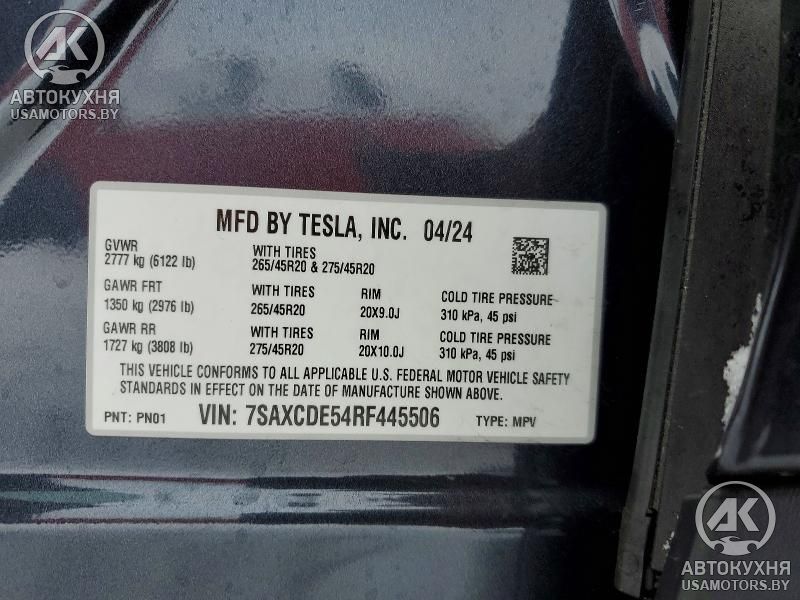 АК
АВТОКУХНЯ
USAMOTORS.BY
MFD BY TESLA, INC. 04/24
GVWR
2777 kg (6122 lb)
WITH TIRES
265/45R20 & 275/45R20
GAWR FRT
1350 kg (2976 lb)
WITH TIRES
265/45R20
RIM
20X9.0J
COLD TIRE PRESSURE
310 kPa, 45 psi
GAWR RR
1727 kg (3808 lb)
WITH TIRES
275/45R20
RIM
20X10.0J
COLD TIRE PRESSURE
310 kPa, 45 psi
THIS VEHICLE CONFORMS TO ALL APPLICABLE U.S. FEDERAL MOTOR VEHICLE SAFETY
STANDARDS IN EFFECT ON THE DATE OF MANUFACTURE SHOWN ABOVE.
PNT: PN01 VIN: 7SAXCDE54RF445506 TYPE: MPV
АК
АВТОКУХНЯ
USAMOTORS.BY